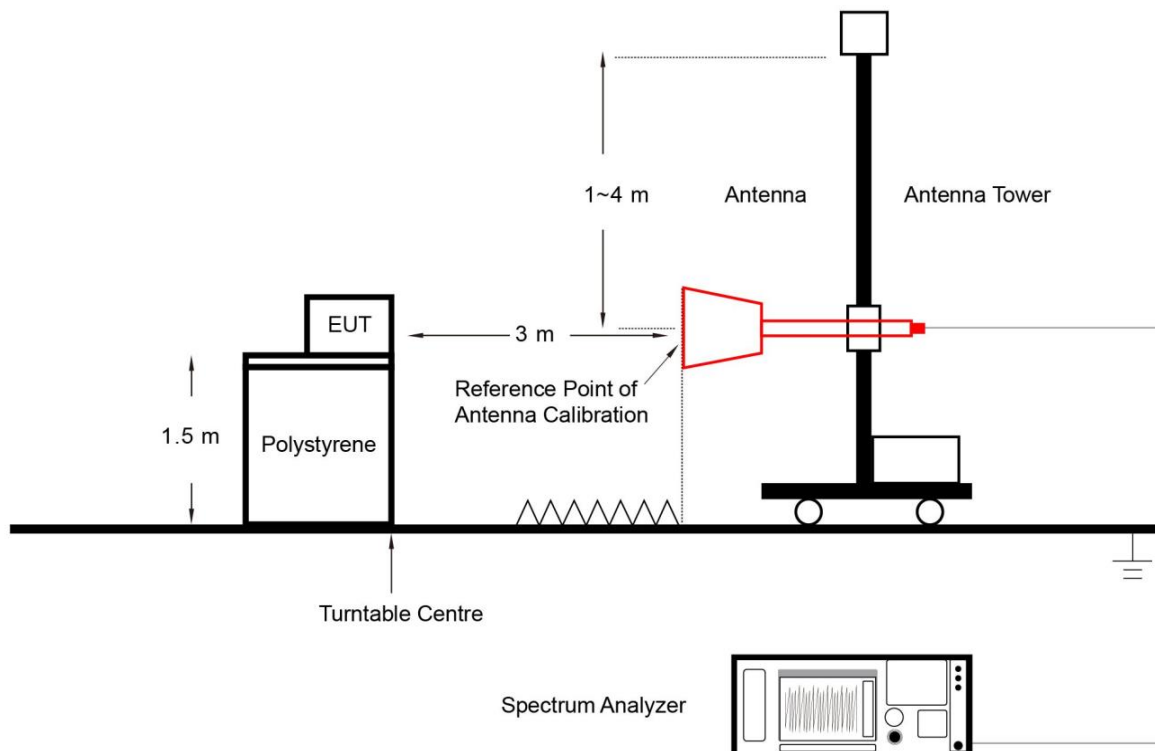 1~4 m
Antenna
Antenna Tower
EUT
3 m
Reference Point of
Antenna Calibration
1.5 m
Polystyrene
Turntable Centre
Spectrum Analyzer